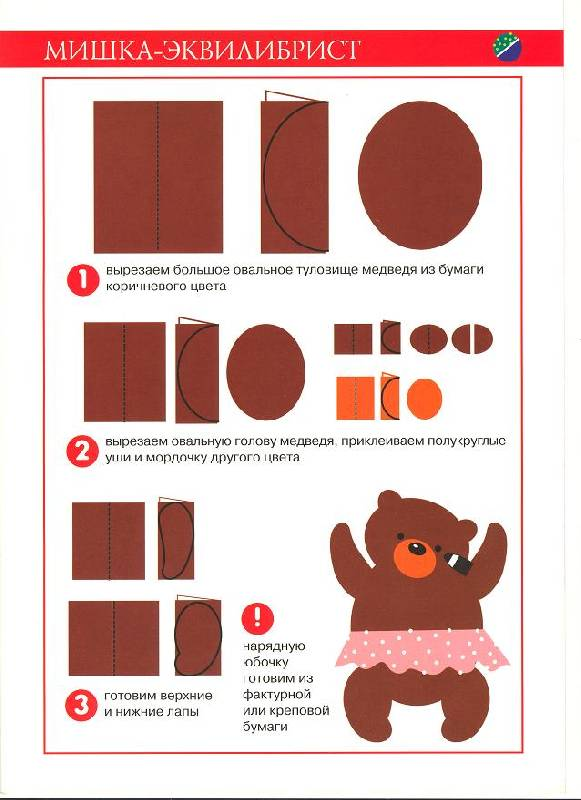 МИШКА-ЭКВИЛИБРИСТ
1 вырезаем большое овальное туловище медведя из бумаги
коричневого цвета
2 вырезаем овальную голову медведя, приклеиваем полукруглые
уши и мордочку другого цвета
!
нарядную
юбочку
готовим из
фактурной
или креповой
бумаги
3 готовим верхние
и нижние лапы